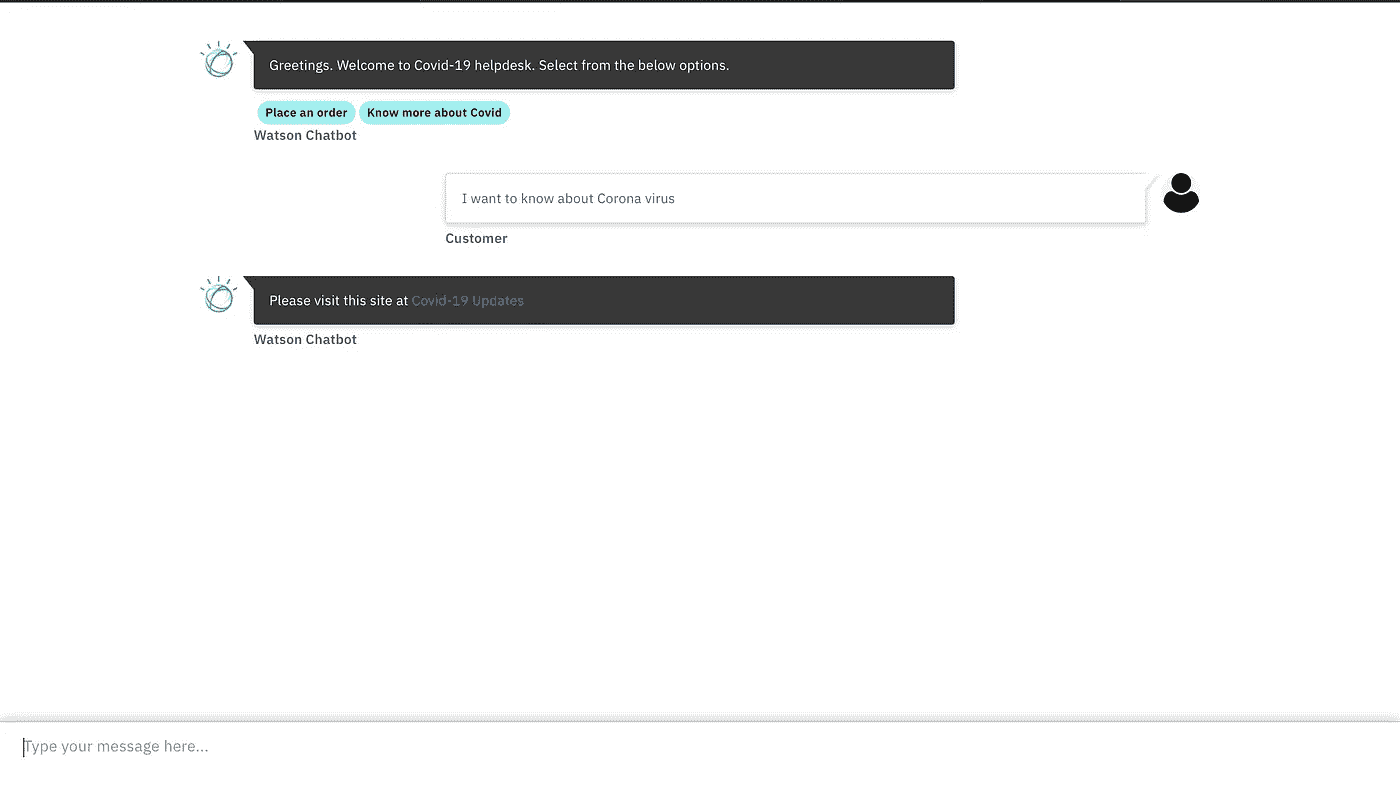 Greetings. Welcome to Covid-19 helpdesk. Select from the below options.
Place an order Know more about Covid
Watson Chatbot
I want to know about Corona virus
Customer
Please visit this site at Covid-19 Updates
Watson Chatbot
Type your message here...